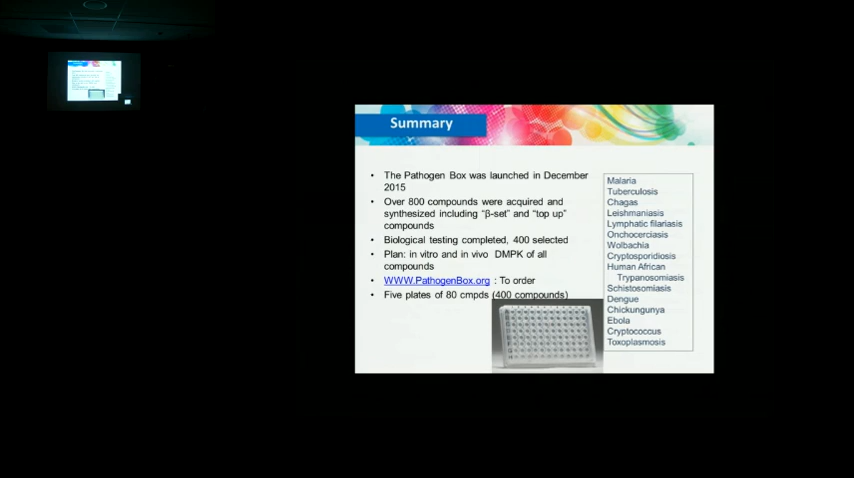 Summary
• The Pathogen Box was launched in December
2015
• Over 800 compounds were acquired and
synthesized including “β-set” and “top up”
compounds
• Biological testing completed, 400 selected
• Plan: in vitro and in vivo DMPK of all
compounds
• WWW.PathogenBox.org : To order
• Five plates of 80 cmpds (400 compounds)
Malaria
Tuberculosis
Chagas
Leishmaniasis
Lymphatic filariasis
Onchocerciasis
Wolbachia
Cryptosporidiosis
Human African
Trypanosomiasis
Schistosomiasis
Dengue
Chickungunya
Ebola
Cryptococcus
Toxoplasmosis